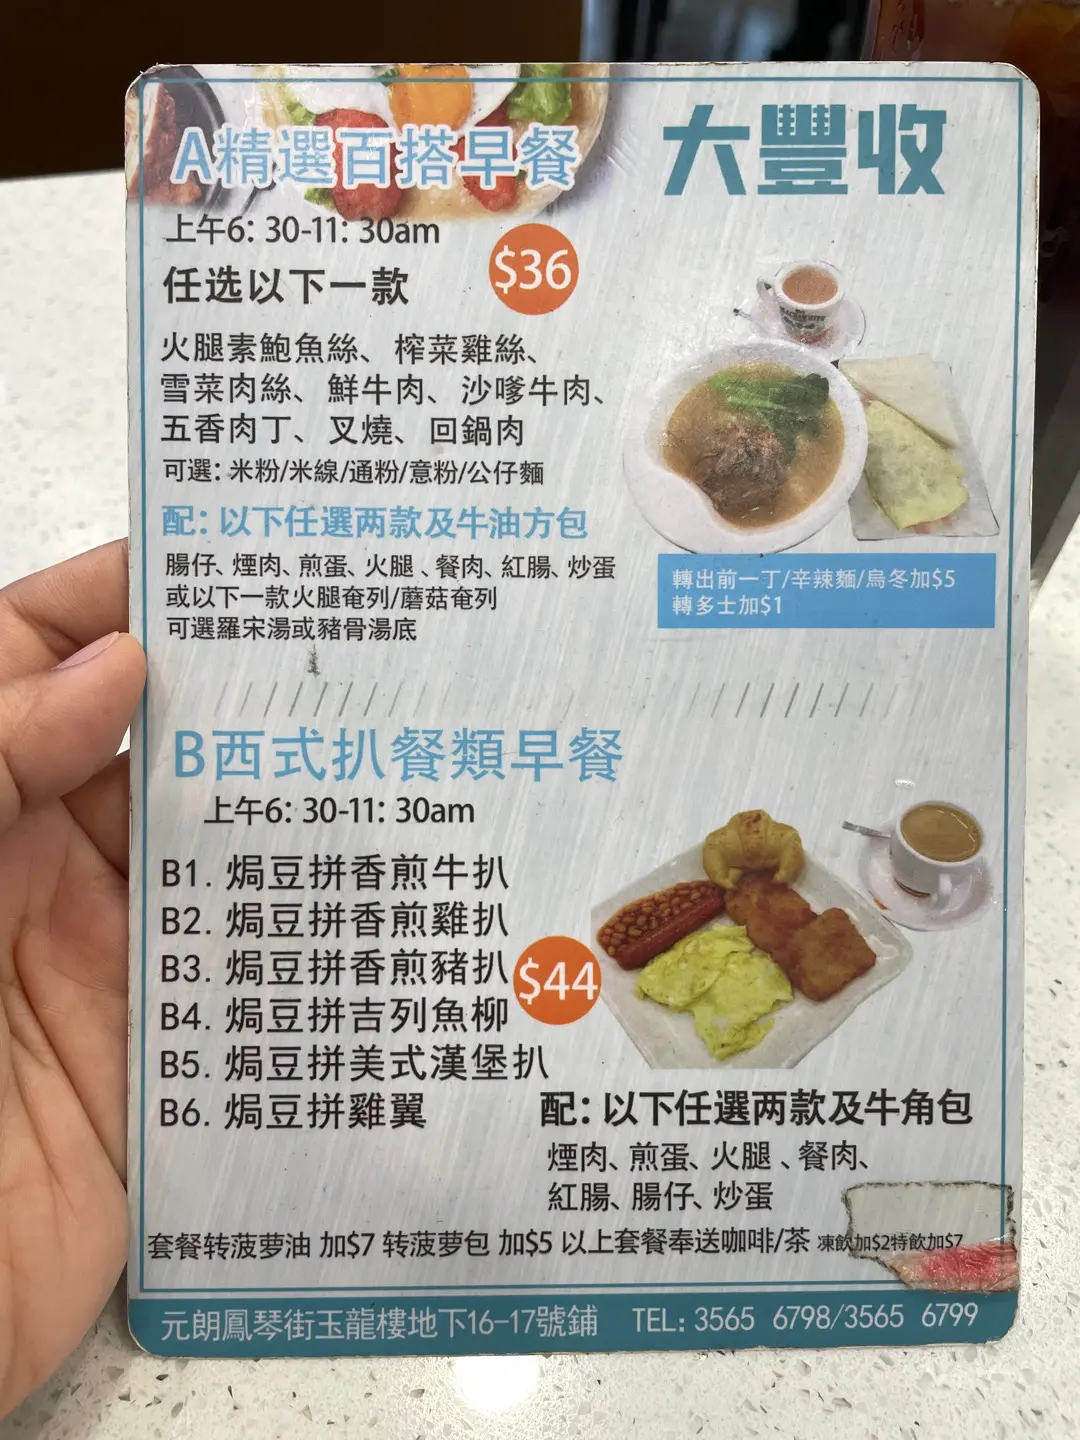 A精選百搭早餐
大豐收
上午6: 30-11: 30am
$36
任选以下一款
火腿素鮑魚絲、榨菜雞絲、
雪菜肉絲、鮮牛肉、沙嗲牛肉、
五香肉丁、叉燒、回鍋肉
可選: 米粉/米線/通粉/意粉/公仔麵
配: 以下任選两款及牛油方包
腸仔、煙肉、煎蛋、火腿、餐肉、紅腸、炒蛋
或以下一款火腿奄列/蘑菇奄列
可選羅宋湯或豬骨湯底
轉出前一丁/辛辣麵/烏冬加$5
轉多士加$1
B西式扒餐類早餐
上午6: 30-11: 30am
B1. 焗豆拼香煎牛扒
B2. 焗豆拼香煎雞扒
B3. 焗豆拼香煎豬扒
B4. 焗豆拼吉列魚柳
B5. 焗豆拼美式漢堡扒
B6. 焗豆拼雞翼
$44
配: 以下任選两款及牛角包
煙肉、煎蛋、火腿、餐肉、
紅腸、腸仔、炒蛋
套餐转菠萝油 加$7 转菠萝包 加$5 以上套餐奉送咖啡/茶 凍飲加$2特飲加$7
元朗鳳琴街玉龍樓地下16-17號鋪 TEL: 3565 6798/3565 6799